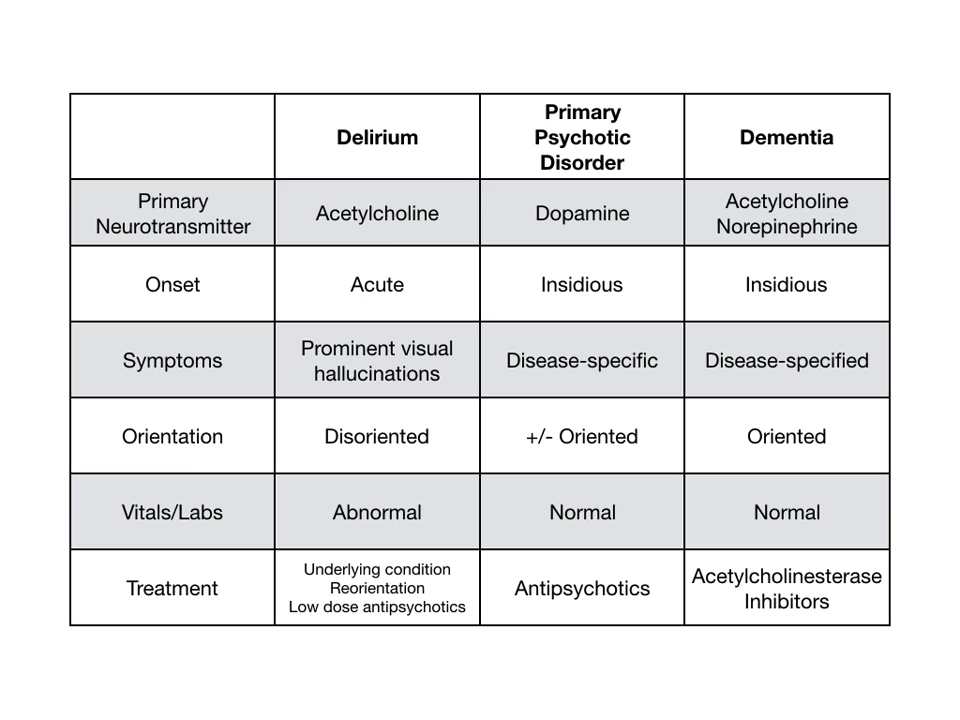 Delirium
Primary
Psychotic
Disorder
Dementia
Primary
Neurotransmitter
Acetylcholine
Dopamine
Acetylcholine
Norepinephrine
Onset
Acute
Insidious
Insidious
Symptoms
Prominent visual
hallucinations
Disease-specific
Disease-specified
Orientation
Disoriented
+/- Oriented
Oriented
Vitals/Labs
Abnormal
Normal
Normal
Treatment
Underlying condition
Reorientation
Low dose antipsychotics
Antipsychotics
Acetylcholinesterase
Inhibitors